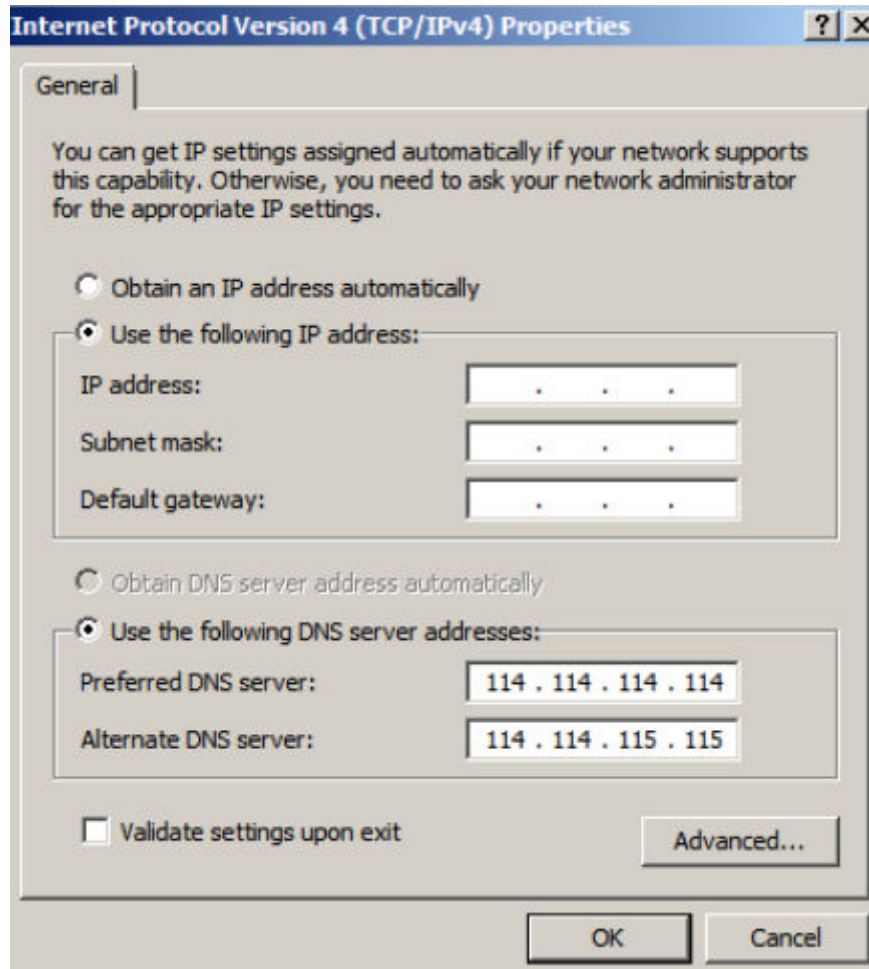 Internet Protocol Version 4 (TCP/IPv4) Properties
? X
General
You can get IP settings assigned automatically if your network supports
this capability. Otherwise, you need to ask your network administrator
for the appropriate IP settings.
Obtain an IP address automatically
Use the following IP address:
IP address: . . .
Subnet mask: . . .
Default gateway: . . .
Obtain DNS server address automatically
Use the following DNS server addresses:
Preferred DNS server: 114 . 114 . 114 . 114
Alternate DNS server: 114 . 114 . 115 . 115
Validate settings upon exit
Advanced...
OK Cancel